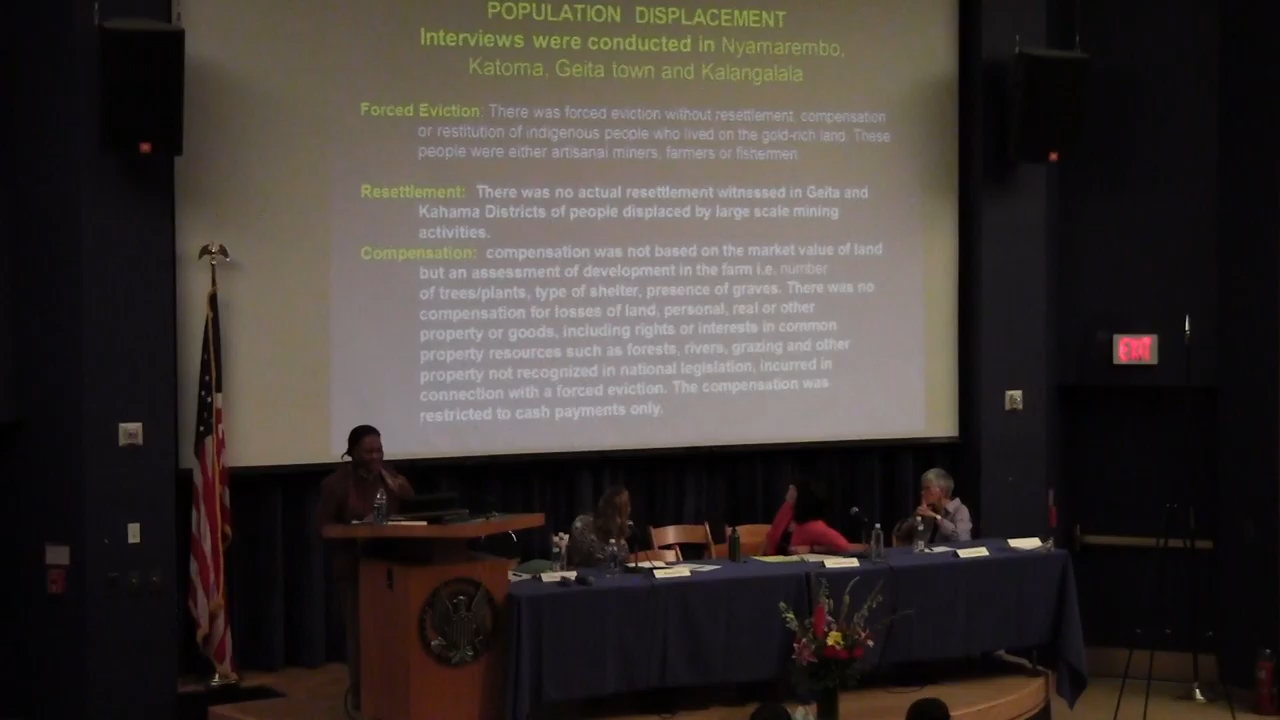 POPULATION DISPLACEMENT
Interviews were conducted in Nyamarembo,
Katoma, Geita town and Kalangalala
Forced Eviction: There was forced eviction without resettlement, compensation
or restitution of indigenous people who lived on the gold-rich land. These
people were either artisanal miners, farmers or fishermen
Resettlement: There was no actual resettlement witnessed in Geita and
Kahama Districts of people displaced by large scale mining
activities.
Compensation: compensation was not based on the market value of land
but an assessment of development in the farm i.e. number
of trees/plants, type of shelter, presence of graves. There was no
compensation for losses of land, personal, real or other
property or goods, including rights or interests in common
property resources such as forests, rivers, grazing and other
property not recognized in national legislation, incurred in
connection with a forced eviction. The compensation was
restricted to cash payments only.
EXIT